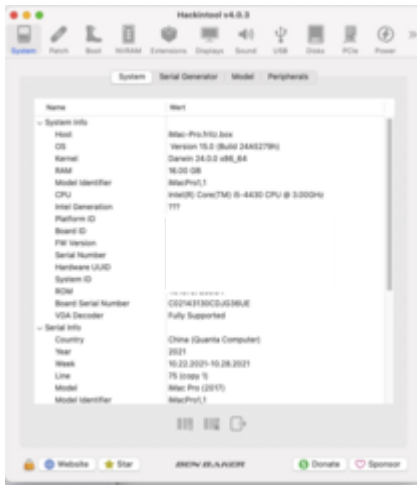 Hackintool v4.0.3
System Patch Boot NVRAM Extensions Displays Sound USB Disks PCIe Power
System Serial Generator Model Peripherals
Name Wert
System Info
Host iMac-Pro.fritz.box
OS Version 15.0 (Build 24A5279h)
Kernel Darwin 24.0.0 x86_64
RAM 16.00 GB
Model Identifier iMacPro1,1
CPU Intel(R) Core(TM) i5-4430 CPU @ 3.00GHz
Intel Generation ???
Platform ID
Board ID
FW Version
Serial Number
Hardware UUID
System ID
ROM
Board Serial Number
VDA Decoder Fully Supported
Serial Info
Country China (Quanta Computer)
Year 2021
Week 10.22.2021-10.28.2021
Line 75 (copy 1)
Model iMac Pro (2017)
Model Identifier iMacPro1,1
Website Star BEN BAKER Donate Sponsor